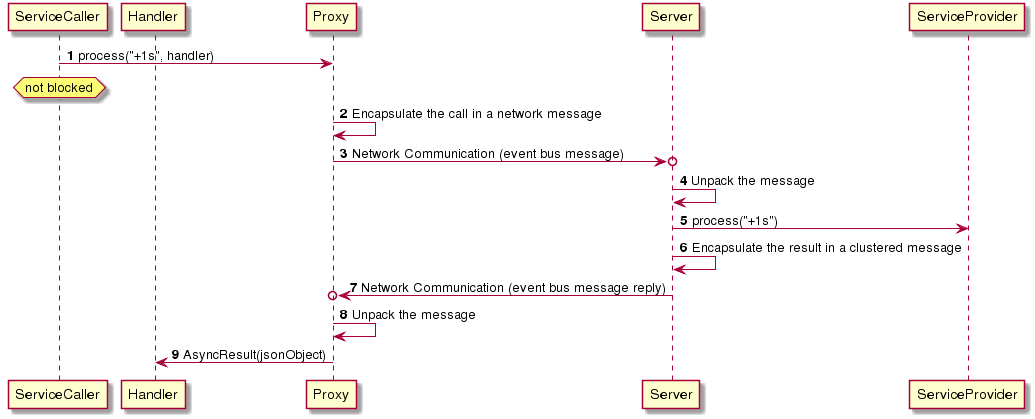 ServiceCaller Handler Proxy Server ServiceProvider
1 process("+1s", handler)
not blocked
2 Encapsulate the call in a network message
3 Network Communication (event bus message)
4 Unpack the message
5 process("+1s")
6 Encapsulate the result in a clustered message
7 Network Communication (event bus message reply)
8 Unpack the message
9 AsyncResult(jsonObject)
ServiceCaller Handler Proxy Server ServiceProvider